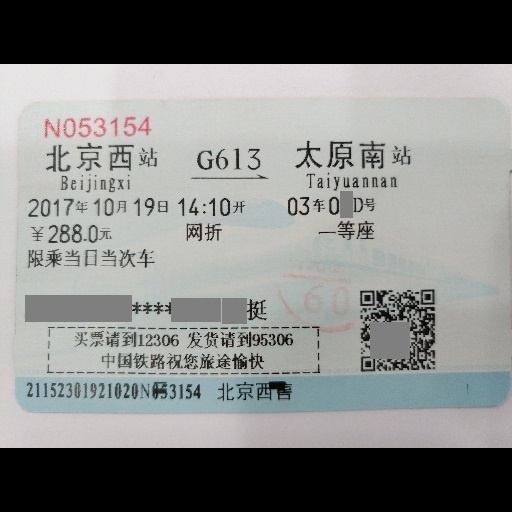 N053154
北京西站 G613 太原南站
Beijingxi Taiyuannan
2017年10月19日 14:10开 03车0 D号
￥288.0元 网折 一等座
限乘当日当次车
****挺
买票请到12306 发货请到95306
中国铁路祝您旅途愉快
21152301921020N053154 北京西售